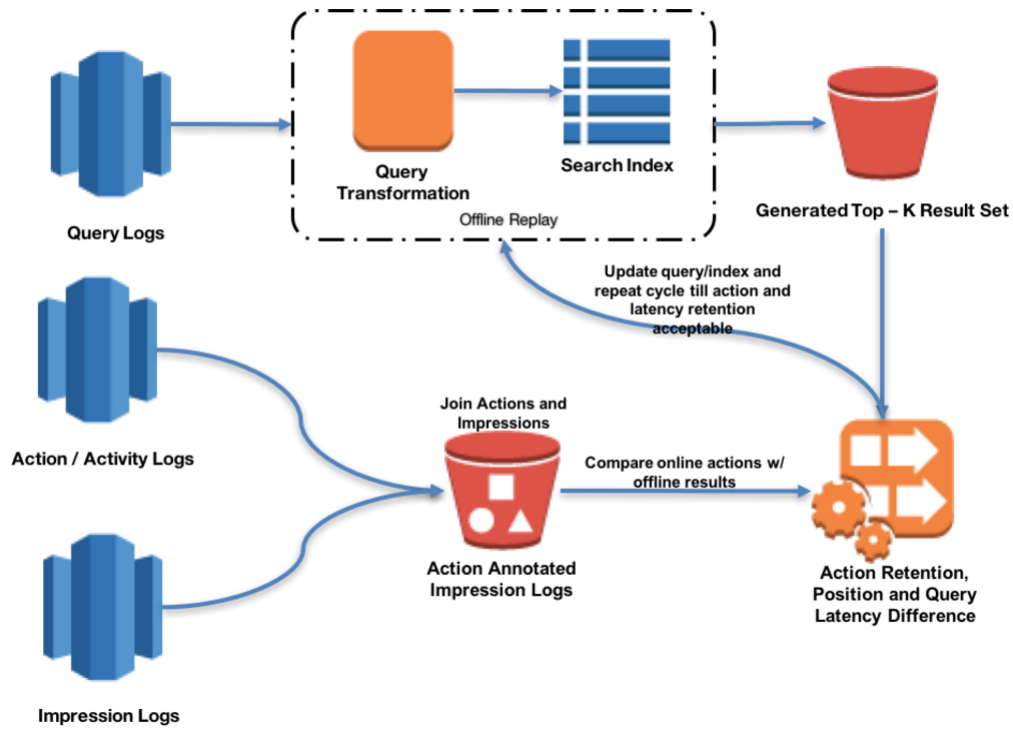 Query
Transformation
Search Index
Offline Replay
Query Logs
Generated Top – K Result Set
Update query/index and
repeat cycle till action and
latency retention
acceptable
Action / Activity Logs
Join Actions and
Impressions
Compare online actions w/
offline results
Action Annotated
Impression Logs
Action Retention,
Position and Query
Latency Difference
Impression Logs